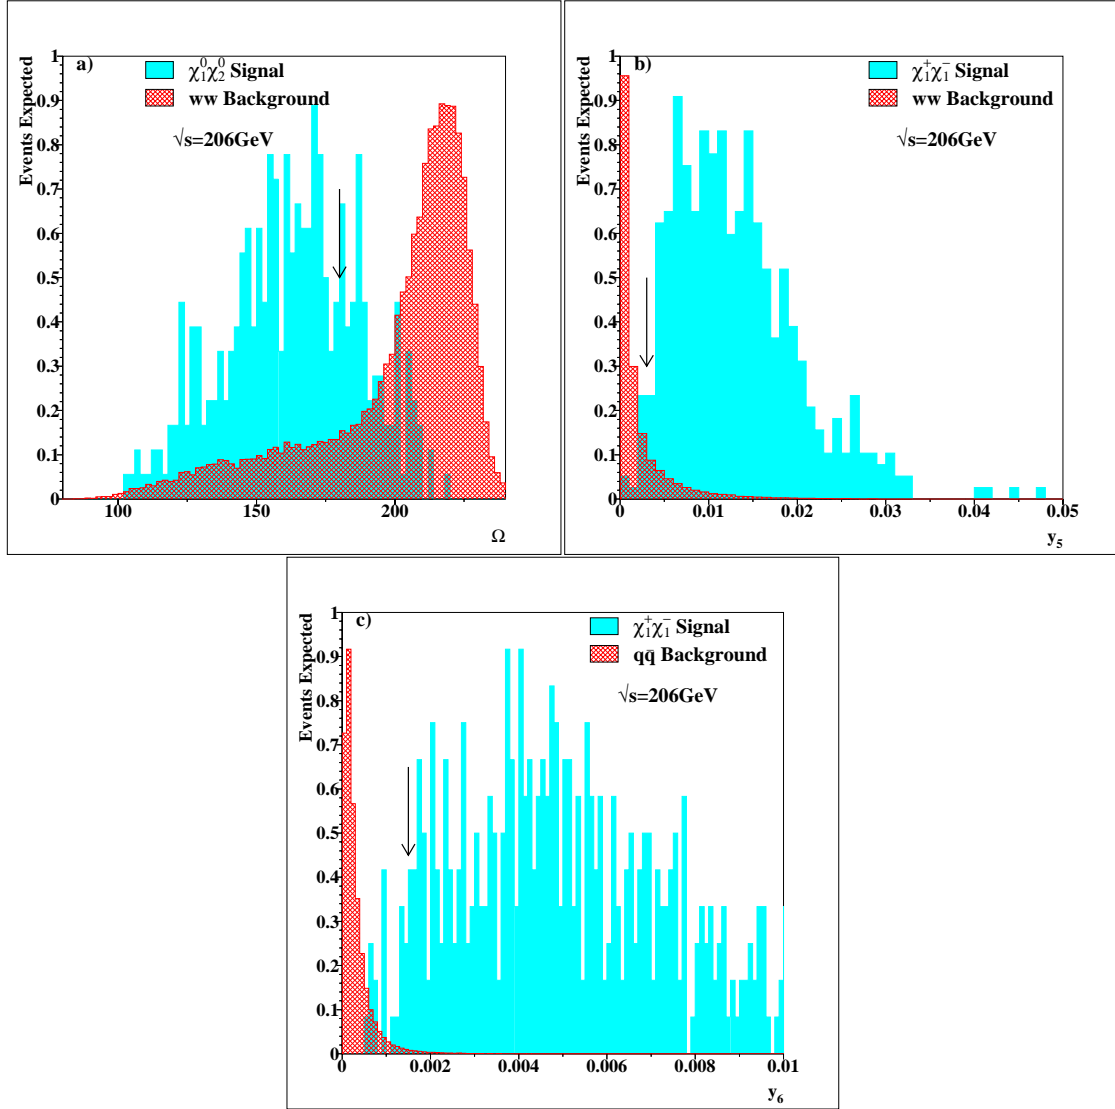 a)
χ₁⁰χ₂⁰ Signal
ww Background
√s=206GeV
Events Expected
1
0.9
0.8
0.7
0.6
0.5
0.4
0.3
0.2
0.1
0
100
150
200
Ω
b)
χ₁⁺χ₁⁻ Signal
ww Background
√s=206GeV
Events Expected
1
0.9
0.8
0.7
0.6
0.5
0.4
0.3
0.2
0.1
0
0
0.01
0.02
0.03
0.04
0.05
y₅
c)
χ₁⁺χ₁⁻ Signal
qq̄ Background
√s=206GeV
Events Expected
1
0.9
0.8
0.7
0.6
0.5
0.4
0.3
0.2
0.1
0
0
0.002
0.004
0.006
0.008
0.01
y₆